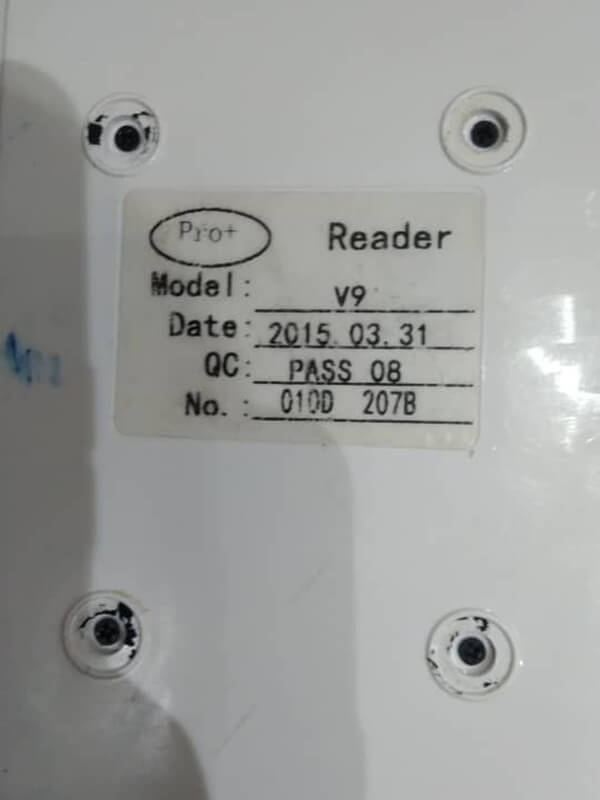 Pro+ Reader
Model: V9
Date: 2015.03.31
QC: PASS 08
No. : 010D 207B